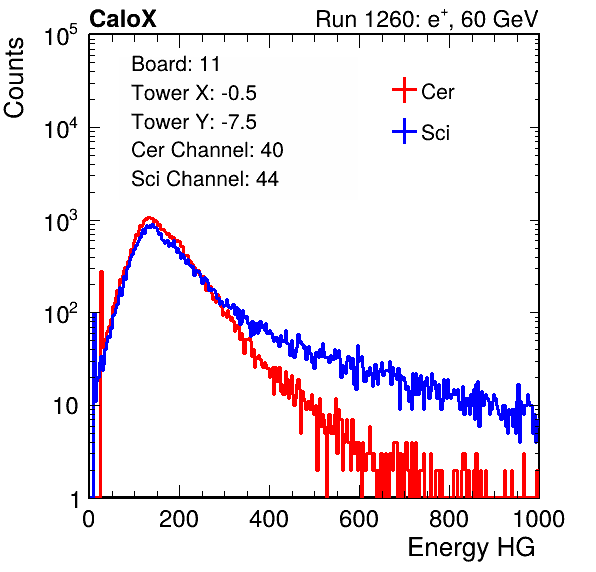 CaloX Run 1260: e⁺, 60 GeV
Counts
Board: 11
Tower X: -0.5
Tower Y: -7.5
Cer Channel: 40
Sci Channel: 44
Cer
Sci
10⁵
10⁴
10³
10²
10
1
0 200 400 600 800 1000
Energy HG